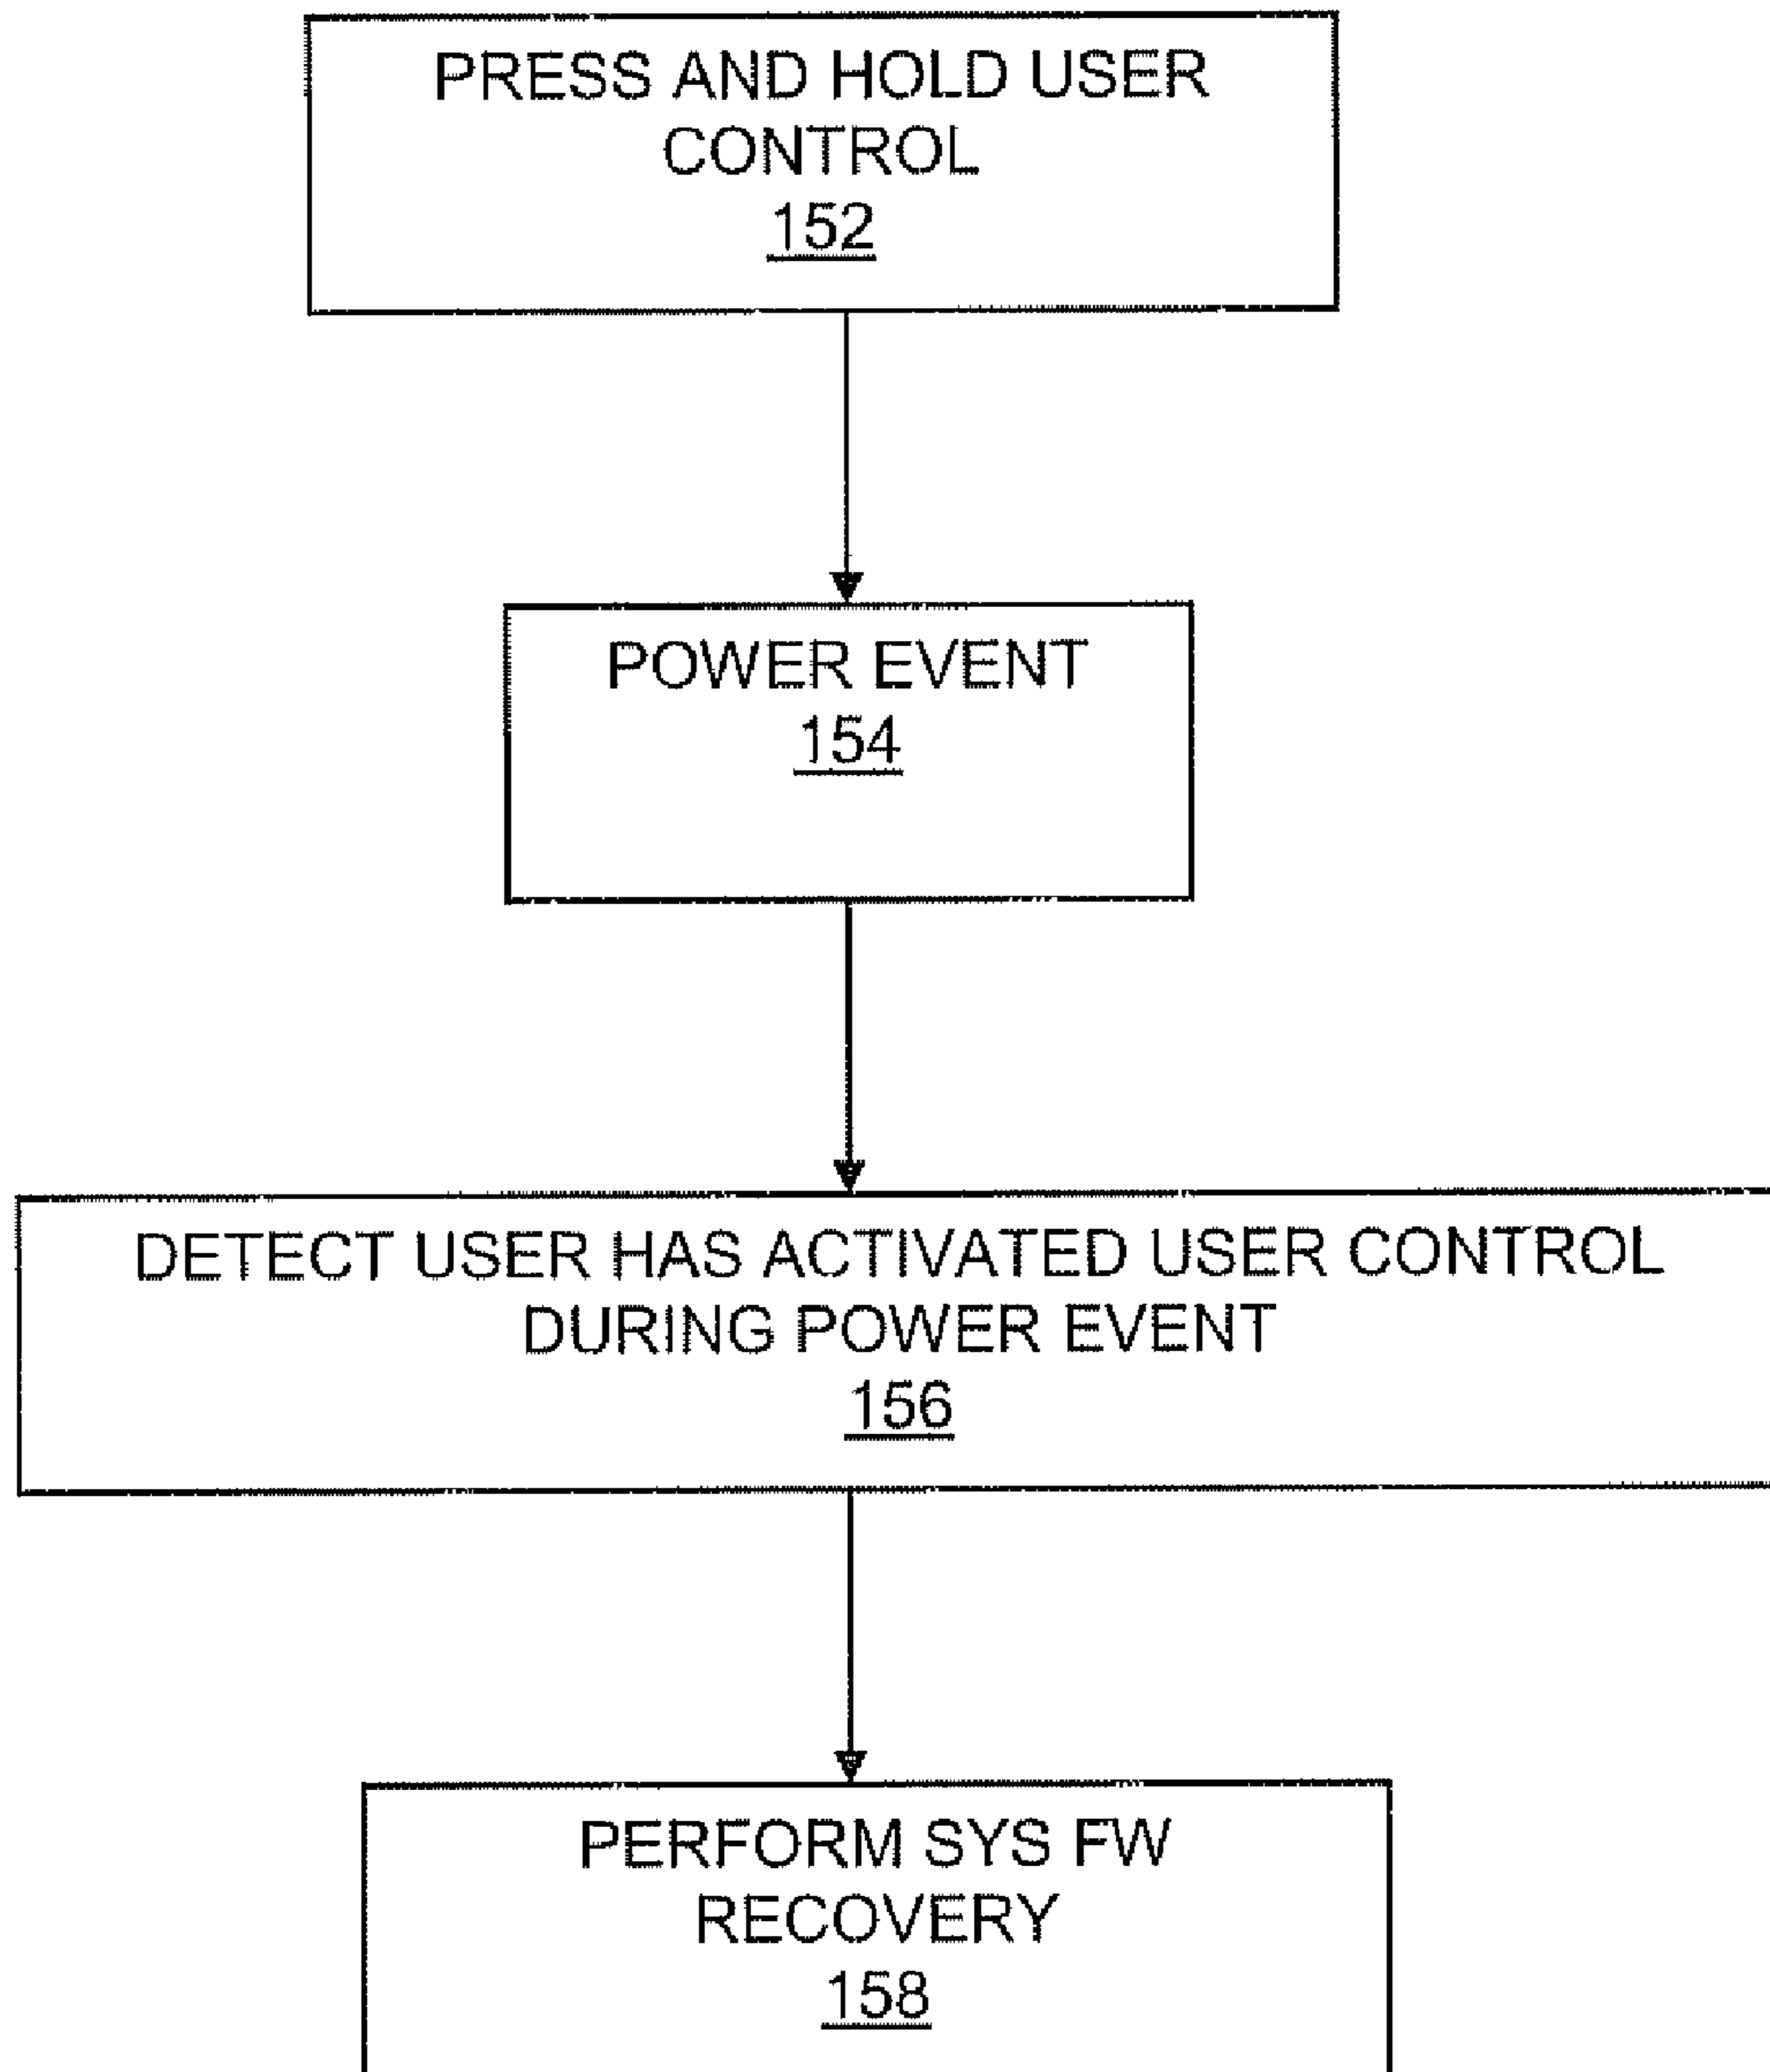 PRESS AND HOLD USER
CONTROL
152
POWER EVENT
154
DETECT USER HAS ACTIVATED USER CONTROL
DURING POWER EVENT
156
PERFORM SYS FW
RECOVERY
158